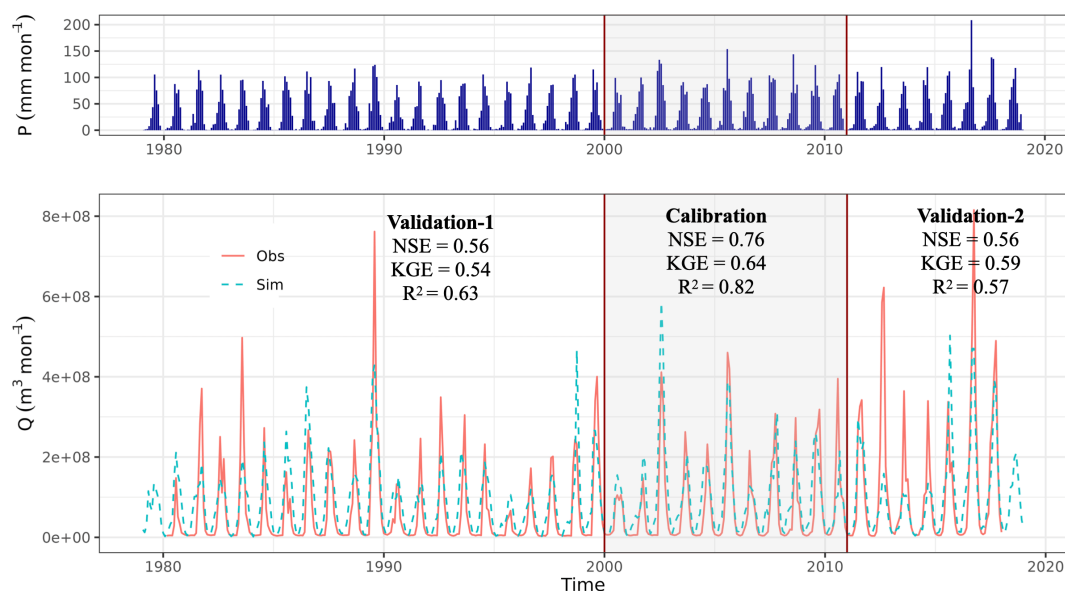 P (mm mon⁻¹)
200
150
100
50
0
1980
1990
2000
2010
2020
Q (m³ mon⁻¹)
8e+08
6e+08
4e+08
2e+08
0e+00
Obs
Sim
Validation-1
NSE = 0.56
KGE = 0.54
R² = 0.63
Calibration
NSE = 0.76
KGE = 0.64
R² = 0.82
Validation-2
NSE = 0.56
KGE = 0.59
R² = 0.57
1980
1990
2000
2010
2020
Time